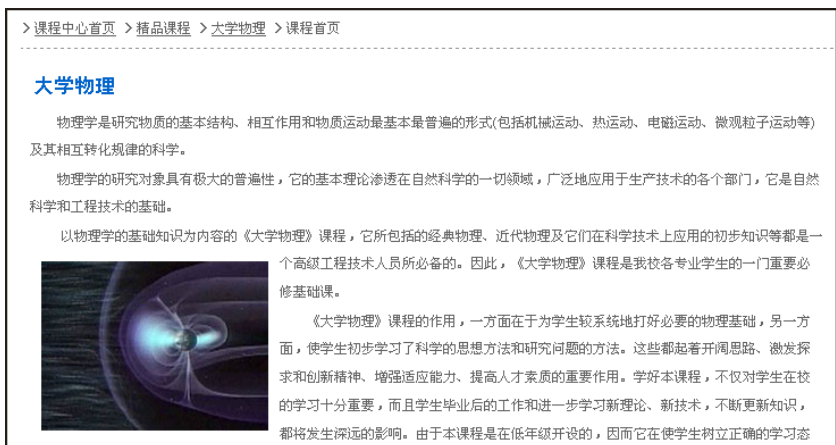 >课程中心首页 >精品课程 >大学物理 >课程首页
大学物理
物理学是研究物质的基本结构、相互作用和物质运动最基本最普遍的形式(包括机械运动、热运动、电磁运动、微观粒子运动等)
及其相互转化规律的科学。
物理学的研究对象具有极大的普遍性，它的基本理论渗透在自然科学的一切领域，广泛地应用于生产技术的各个部门，它是自然
科学和工程技术的基础。
以物理学的基础知识为内容的《大学物理》课程，它所包括的经典物理、近代物理及它们在科学技术上应用的初步知识等都是一
个高级工程技术人员所必备的。因此，《大学物理》课程是我校各专业学生的一门重要必
修基础课。
《大学物理》课程的作用，一方面在于为学生较系统地打好必要的物理基础，另一方
面，使学生初步学习了科学的思想方法和研究问题的方法。这些都起着开阔思路、激发探
求和创新精神、增强适应能力、提高人才素质的重要作用。学好本课程，不仅对学生在校
的学习十分重要，而且学生毕业后的工作和进一步学习新理论、新技术，不断更新知识，
都将发生深远的影响。由于本课程是在低年级开设的，因而它在使学生树立正确的学习态